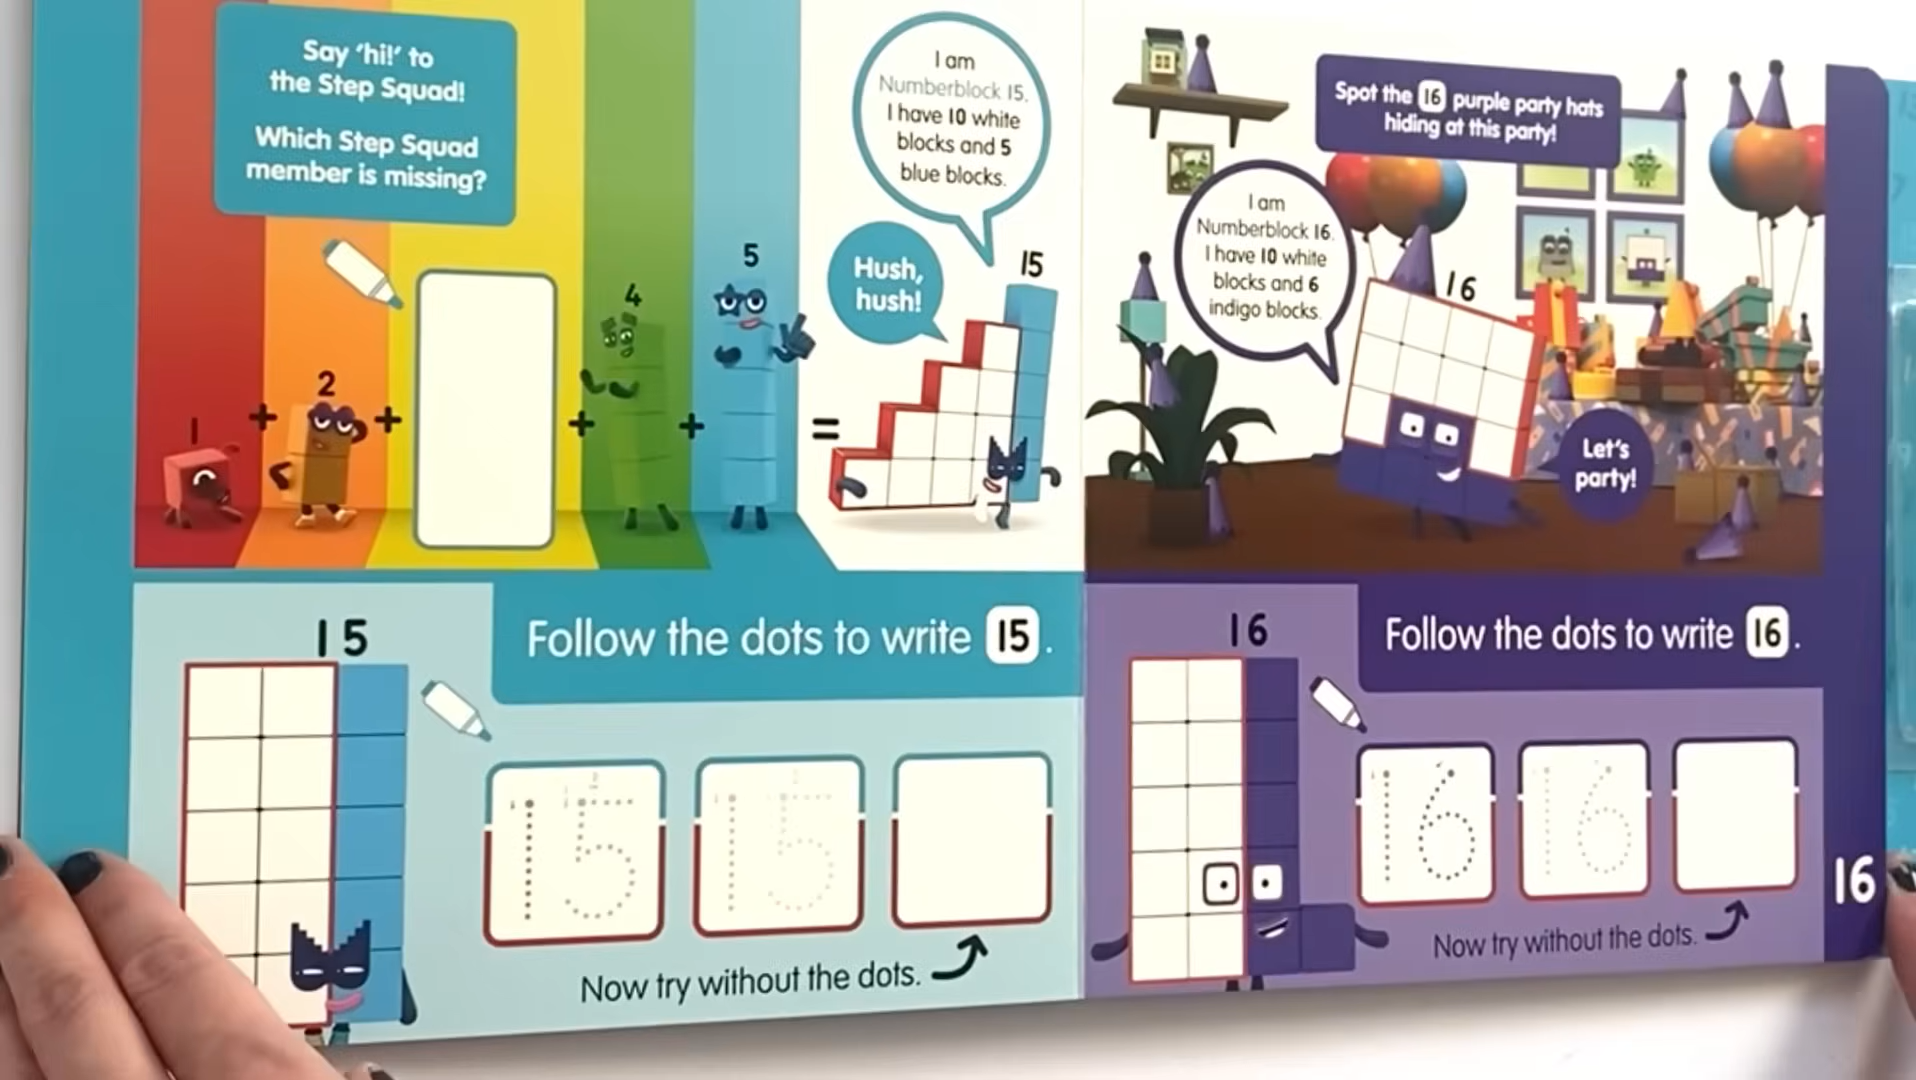 Say 'hi!' to
the Step Squad!
Which Step Squad
member is missing?
1
+
2
+
+
4
+
5
=
15
I am
Numberblock 15.
I have 10 white
blocks and 5
blue blocks.
Hush,
hush!
15
Follow the dots to write 15.
15
15
Now try without the dots.
Spot the 16 purple party hats
hiding at this party!
I am
Numberblock 16.
I have 10 white
blocks and 6
indigo blocks.
16
Let's
party!
16
Follow the dots to write 16.
16
16
Now try without the dots.
16